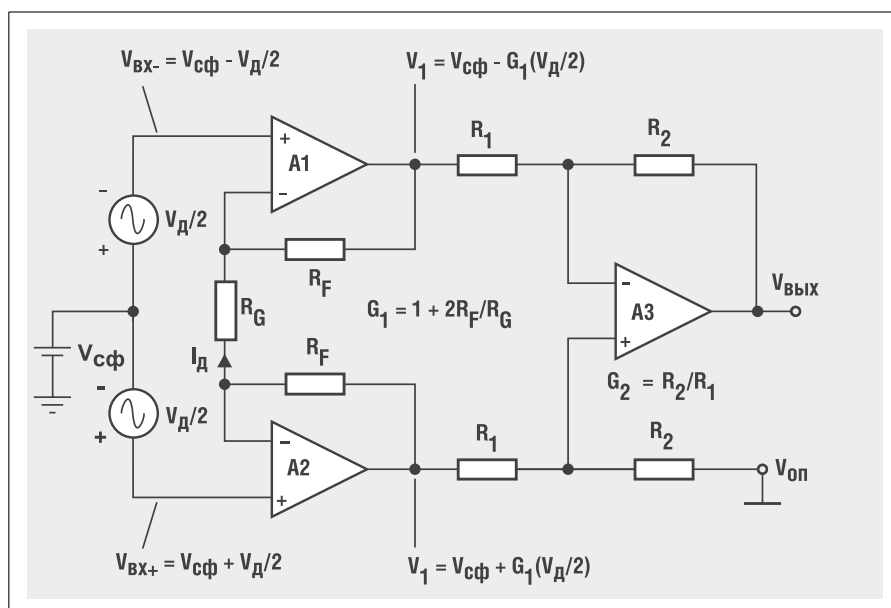 Vвх- = Vсф - Vд/2
V1 = Vсф - G1(Vд/2)
R1
R2
+
A1
-
-
Vд/2
+
RF
RG
G1 = 1 + 2RF/RG
-
A3
+
Vвых
Vсф
Iд
RF
G2 = R2/R1
-
Vд/2
+
-
A2
+
R1
R2
Vоп
Vвх+ = Vсф + Vд/2
V1 = Vсф + G1(Vд/2)